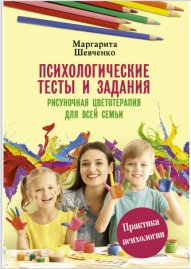 Маргарита
Шевченко
ПСИХОЛОГИЧЕСКИЕ
ТЕСТЫ И ЗАДАНИЯ
РИСУНОЧНАЯ ЦВЕТОТЕРАПИЯ
ДЛЯ ВСЕЙ СЕМЬИ
Практика
психологии